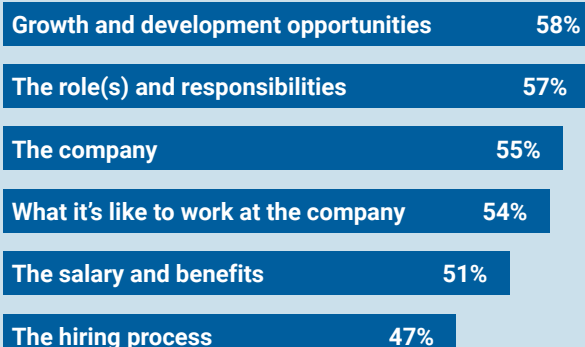 Growth and development opportunities 58%
The role(s) and responsibilities 57%
The company 55%
What it’s like to work at the company 54%
The salary and benefits 51%
The hiring process 47%